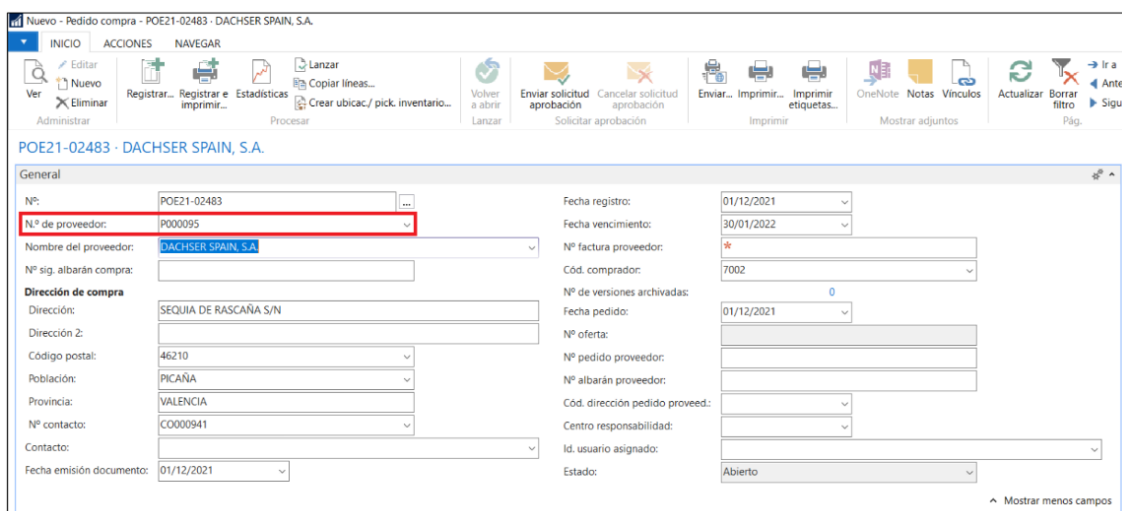 Nuevo - Pedido compra - POE21-02483 · DACHSER SPAIN, S.A.
INICIO ACCIONES NAVEGAR
Ver
Editar
Nuevo
Eliminar
Administrar
Registrar...
Registrar e imprimir...
Estadísticas
Lanzar
Copiar líneas...
Crear ubicac./ pick. inventario...
Procesar
Volver a abrir
Lanzar
Enviar solicitud aprobación
Cancelar solicitud aprobación
Solicitar aprobación
Enviar...
Imprimir...
Imprimir etiquetas...
Imprimir
OneNote
Notas
Vínculos
Mostrar adjuntos
Actualizar
Borrar filtro
Ir a
Ante
Sigu
Pág.
POE21-02483 · DACHSER SPAIN, S.A.
General
Nº: POE21-02483 ...
N.º de proveedor: P000095
Nombre del proveedor: DACHSER SPAIN, S.A.
Nº sig. albarán compra:
Dirección de compra
Dirección: SEQUIA DE RASCAÑA S/N
Dirección 2:
Código postal: 46210
Población: PICAÑA
Provincia: VALENCIA
Nº contacto: CO000941
Contacto:
Fecha emisión documento: 01/12/2021
Fecha registro: 01/12/2021
Fecha vencimiento: 30/01/2022
Nº factura proveedor: *
Cód. comprador: 7002
Nº de versiones archivadas: 0
Fecha pedido: 01/12/2021
Nº oferta:
Nº pedido proveedor:
Nº albarán proveedor:
Cód. dirección pedido proveed.:
Centro responsabilidad:
Id. usuario asignado:
Estado: Abierto
Mostrar menos campos